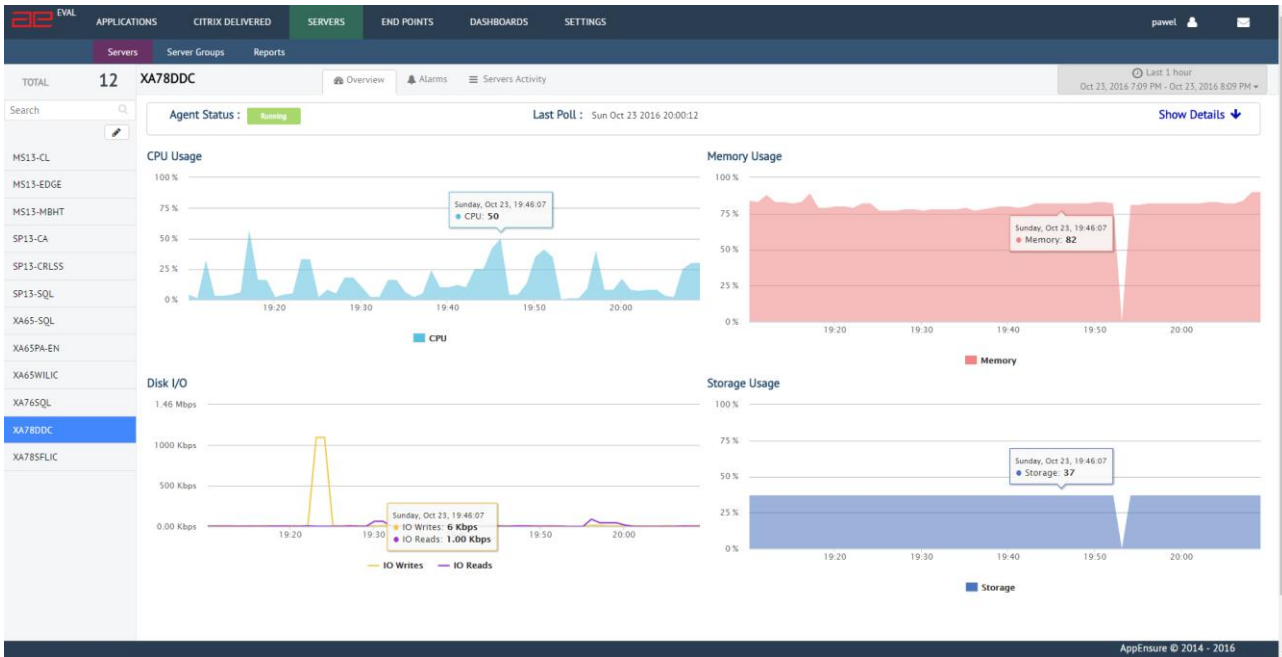 EVAL
APPLICATIONS CITRIX DELIVERED SERVERS END POINTS DASHBOARDS SETTINGS pawel
Servers Server Groups Reports
TOTAL 12
XA78DDC Overview Alarms Servers Activity
Last 1 hour
Oct 23, 2016 7:09 PM - Oct 23, 2016 8:09 PM
Search
MS13-CL
MS13-EDGE
MS13-MBHT
SP13-CA
SP13-CRLSS
SP13-SQL
XA65-SQL
XA65PA-EN
XA65WILIC
XA76SQL
XA78DDC
XA78SFLIC
Agent Status : Running Last Poll : Sun Oct 23 2016 20:00:12 Show Details
CPU Usage
100 %
75 %
50 %
25 %
0 %
Sunday, Oct 23, 19:46:07
CPU: 50
19:20 19:30 19:40 19:50 20:00
CPU
Memory Usage
100 %
75 %
50 %
25 %
0 %
Sunday, Oct 23, 19:46:07
Memory: 82
19:20 19:30 19:40 19:50 20:00
Memory
Disk I/O
1.46 Mbps
1000 Kbps
500 Kbps
0.00 Kbps
Sunday, Oct 23, 19:46:07
IO Writes: 6 Kbps
IO Reads: 1.00 Kbps
19:20 19:30 19:50 20:00
IO Writes IO Reads
Storage Usage
100 %
75 %
50 %
25 %
0 %
Sunday, Oct 23, 19:46:07
Storage: 37
19:20 19:30 19:40 19:50 20:00
Storage
AppEnsure © 2014 - 2016